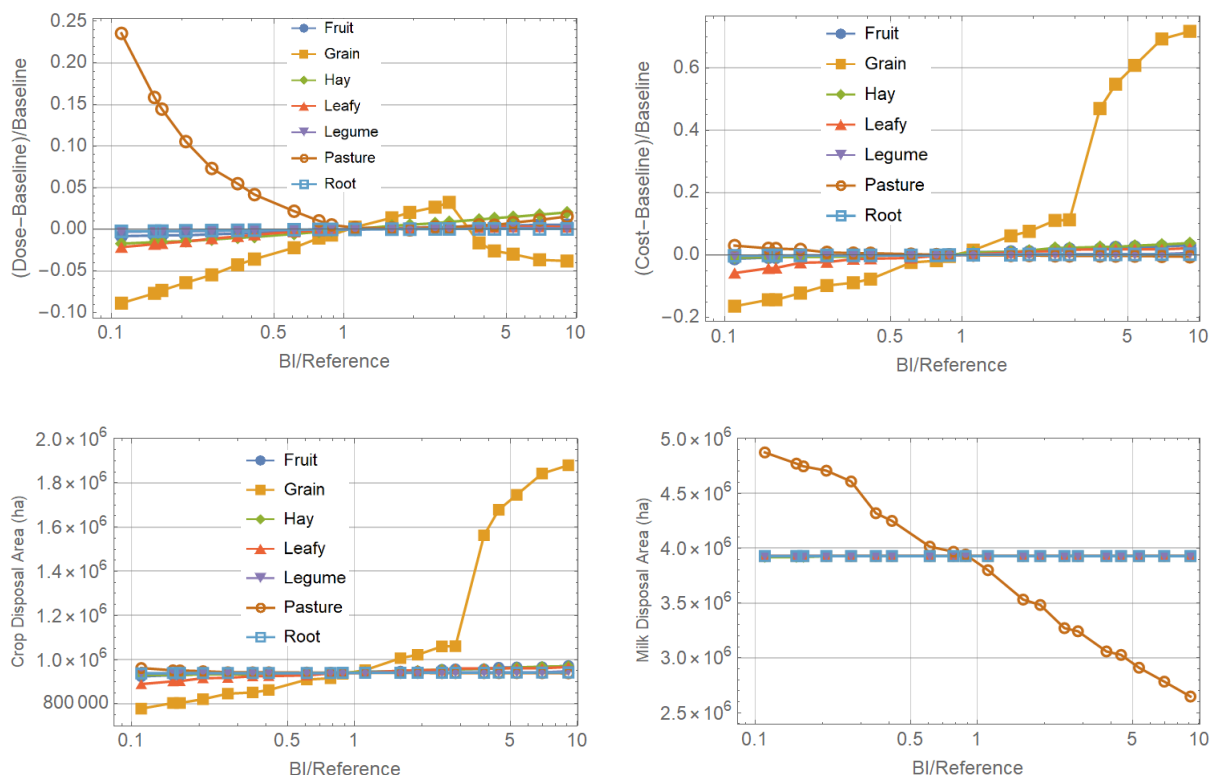 (Dose−Baseline)/Baseline
0.25
0.20
0.15
0.10
0.05
0.00
−0.05
−0.10
Fruit
Grain
Hay
Leafy
Legume
Pasture
Root
0.1 0.5 1 5 10
BI/Reference
(Cost−Baseline)/Baseline
0.6
0.4
0.2
0.0
−0.2
Fruit
Grain
Hay
Leafy
Legume
Pasture
Root
0.1 0.5 1 5 10
BI/Reference
Crop Disposal Area (ha)
2.0 × 10⁶
1.8 × 10⁶
1.6 × 10⁶
1.4 × 10⁶
1.2 × 10⁶
1.0 × 10⁶
800 000
Fruit
Grain
Hay
Leafy
Legume
Pasture
Root
0.1 0.5 1 5 10
BI/Reference
Milk Disposal Area (ha)
5.0 × 10⁶
4.5 × 10⁶
4.0 × 10⁶
3.5 × 10⁶
3.0 × 10⁶
2.5 × 10⁶
0.1 0.5 1 5 10
BI/Reference